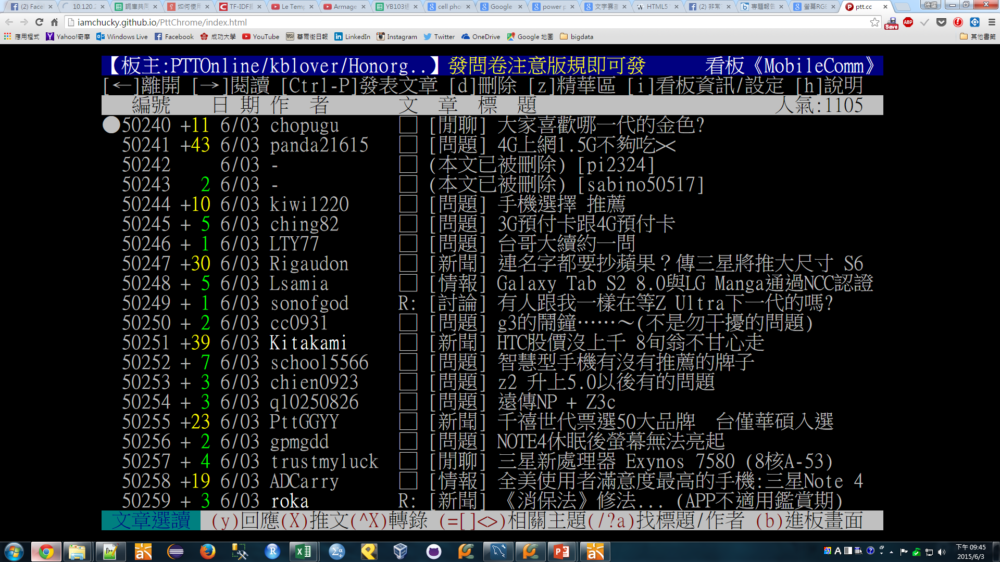 (2) Facel
10.120.2
詞庫共同
如何使用
TF-IDF撰
Le Temp
Armage
YB103通
cell pho
Google
power p
文字雲產
HTML5
(2) 非常
專題報告
螢幕RGE
ptt.cc
佳縱
iamchucky.github.io/PttChrome/index.html
Save
ABP
應用程式 Yahoo!奇摩 Windows Live Facebook 成功大學 YouTube 華爾街日報 LinkedIn Instagram Twitter OneDrive Google 地圖 bigdata 其他書籤
【板主:PTTOnline/kblover/Honorg..】發問卷注意版規即可發 看板《MobileComm》
[←]離開 [→]閱讀 [Ctrl-P]發表文章 [d]刪除 [z]精華區 [i]看板資訊/設定 [h]說明
編號 日 期 作 者 文 章 標 題 人氣:1105
●50240 +11 6/03 chopugu □ [閒聊] 大家喜歡哪一代的金色?
50241 +43 6/03 panda21615 □ [問題] 4G上網1.5G不夠吃><
50242 6/03 - □ (本文已被刪除) [pi2324]
50243 2 6/03 - □ (本文已被刪除) [sabino50517]
50244 +10 6/03 kiwi1220 □ [問題] 手機選擇 推薦
50245 + 5 6/03 ching82 □ [問題] 3G預付卡跟4G預付卡
50246 + 1 6/03 LTY77 □ [問題] 台哥大續約一問
50247 +30 6/03 Rigaudon □ [新聞] 連名字都要抄蘋果？傳三星將推大尺寸 S6
50248 + 5 6/03 Lsamia □ [情報] Galaxy Tab S2 8.0與LG Manga通過NCC認證
50249 + 1 6/03 sonofgod R: [討論] 有人跟我一樣在等Z Ultra下一代的嗎?
50250 + 2 6/03 cc0931 □ [問題] g3的鬧鐘……～(不是勿干擾的問題)
50251 +39 6/03 Kitakami □ [新聞] HTC股價沒上千 8旬翁不甘心走
50252 + 7 6/03 school5566 □ [問題] 智慧型手機有沒有推薦的牌子
50253 + 3 6/03 chien0923 □ [問題] z2 升上5.0以後有的問題
50254 + 3 6/03 q10250826 □ [問題] 遠傳NP + Z3c
50255 +23 6/03 PttGGYY □ [新聞] 千禧世代票選50大品牌　台僅華碩入選
50256 + 2 6/03 gpmgdd □ [問題] NOTE4休眠後螢幕無法亮起
50257 + 4 6/03 trustmyluck □ [閒聊] 三星新處理器 Exynos 7580 (8核A-53)
50258 +19 6/03 ADCarry □ [情報] 全美使用者滿意度最高的手機:三星Note 4
50259 + 3 6/03 roka R: [新聞] 《消保法》修法... (APP不適用鑑賞期)
文章選讀 (y)回應(X)推文(^X)轉錄 (=[]<>)相關主題(/?a)找標題/作者 (b)進板畫面
下午 09:45
2015/6/3